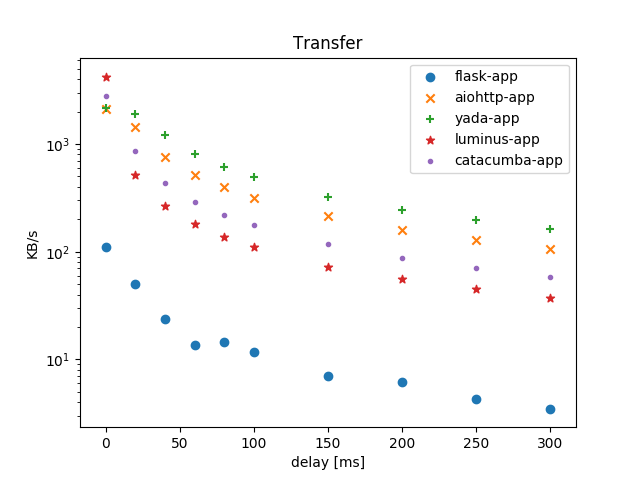 Transfer
KB/s
10³
10²
10¹
flask-app
aiohttp-app
yada-app
luminus-app
catacumba-app
0 50 100 150 200 250 300
delay [ms]